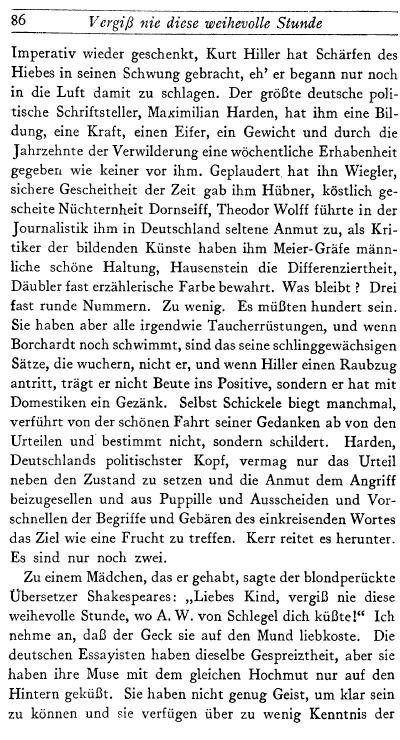 86 Vergiß nie diese weihevolle Stunde
Imperativ wieder geschenkt, Kurt Hiller hat Schärfen des
Hiebes in seinen Schwung gebracht, eh' er begann nur noch
in die Luft damit zu schlagen. Der größte deutsche poli-
tische Schriftsteller, Maximilian Harden, hat ihm eine Bil-
dung, eine Kraft, einen Eifer, ein Gewicht und durch die
Jahrzehnte der Verwilderung eine wöchentliche Erhabenheit
gegeben wie keiner vor ihm. Geplaudert hat ihn Wiegler,
sichere Gescheitheit der Zeit gab ihm Hübner, köstlich ge-
scheite Nüchternheit Dornseiff, Theodor Wolff führte in der
Journalistik ihm in Deutschland seltene Anmut zu, als Kri-
tiker der bildenden Künste haben ihm Meier-Gräfe männ-
liche schöne Haltung, Hausenstein die Differenziertheit,
Däubler fast erzählerische Farbe bewahrt. Was bleibt? Drei
fast runde Nummern. Zu wenig. Es müßten hundert sein.
Sie haben aber alle irgendwie Taucherrüstungen, und wenn
Borchardt noch schwimmt, sind das seine schlinggewächsigen
Sätze, die wuchern, nicht er, und wenn Hiller einen Raubzug
antritt, trägt er nicht Beute ins Positive, sondern er hat mit
Domestiken ein Gezänk. Selbst Schickele biegt manchmal,
verführt von der schönen Fahrt seiner Gedanken ab von den
Urteilen und bestimmt nicht, sondern schildert. Harden,
Deutschlands politischster Kopf, vermag nur das Urteil
neben den Zustand zu setzen und die Anmut dem Angriff
beizugesellen und aus Puppille und Ausscheiden und Vor-
schnellen der Begriffe und Gebären des einkreisenden Wortes
das Ziel wie eine Frucht zu treffen. Kerr reitet es herunter.
Es sind nur noch zwei.
Zu einem Mädchen, das er gehabt, sagte der blondperückte
Übersetzer Shakespeares: „Liebes Kind, vergiß nie diese
weihevolle Stunde, wo A. W. von Schlegel dich küßte!“ Ich
nehme an, daß der Geck sie auf den Mund liebkoste. Die
deutschen Essayisten haben dieselbe Gespreiztheit, aber sie
haben ihre Muse mit dem gleichen Hochmut nur auf den
Hintern geküßt. Sie haben nicht genug Geist, um klar sein
zu können und sie verfügen über zu wenig Kenntnis der